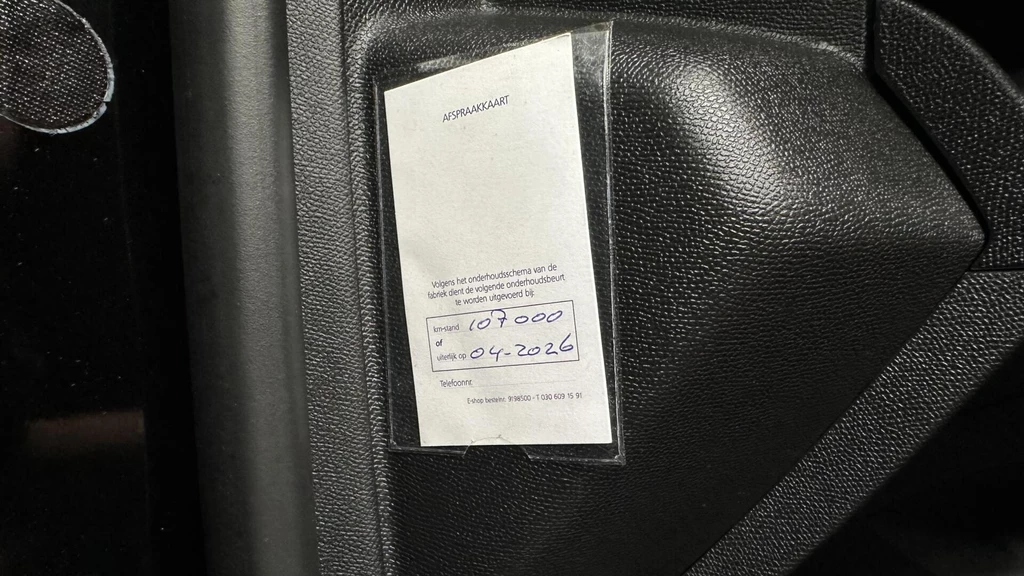 AFSPRAAKKAART
Volgens het onderhoudsschema van de
fabriek dient de volgende onderhoudsbeurt
te worden uitgevoerd bij:
km-stand 107000
of
uiterlijk op 04-2026
Telefoonnr.
E-shop bestelnr. 9198500 - T 030 609 15 91